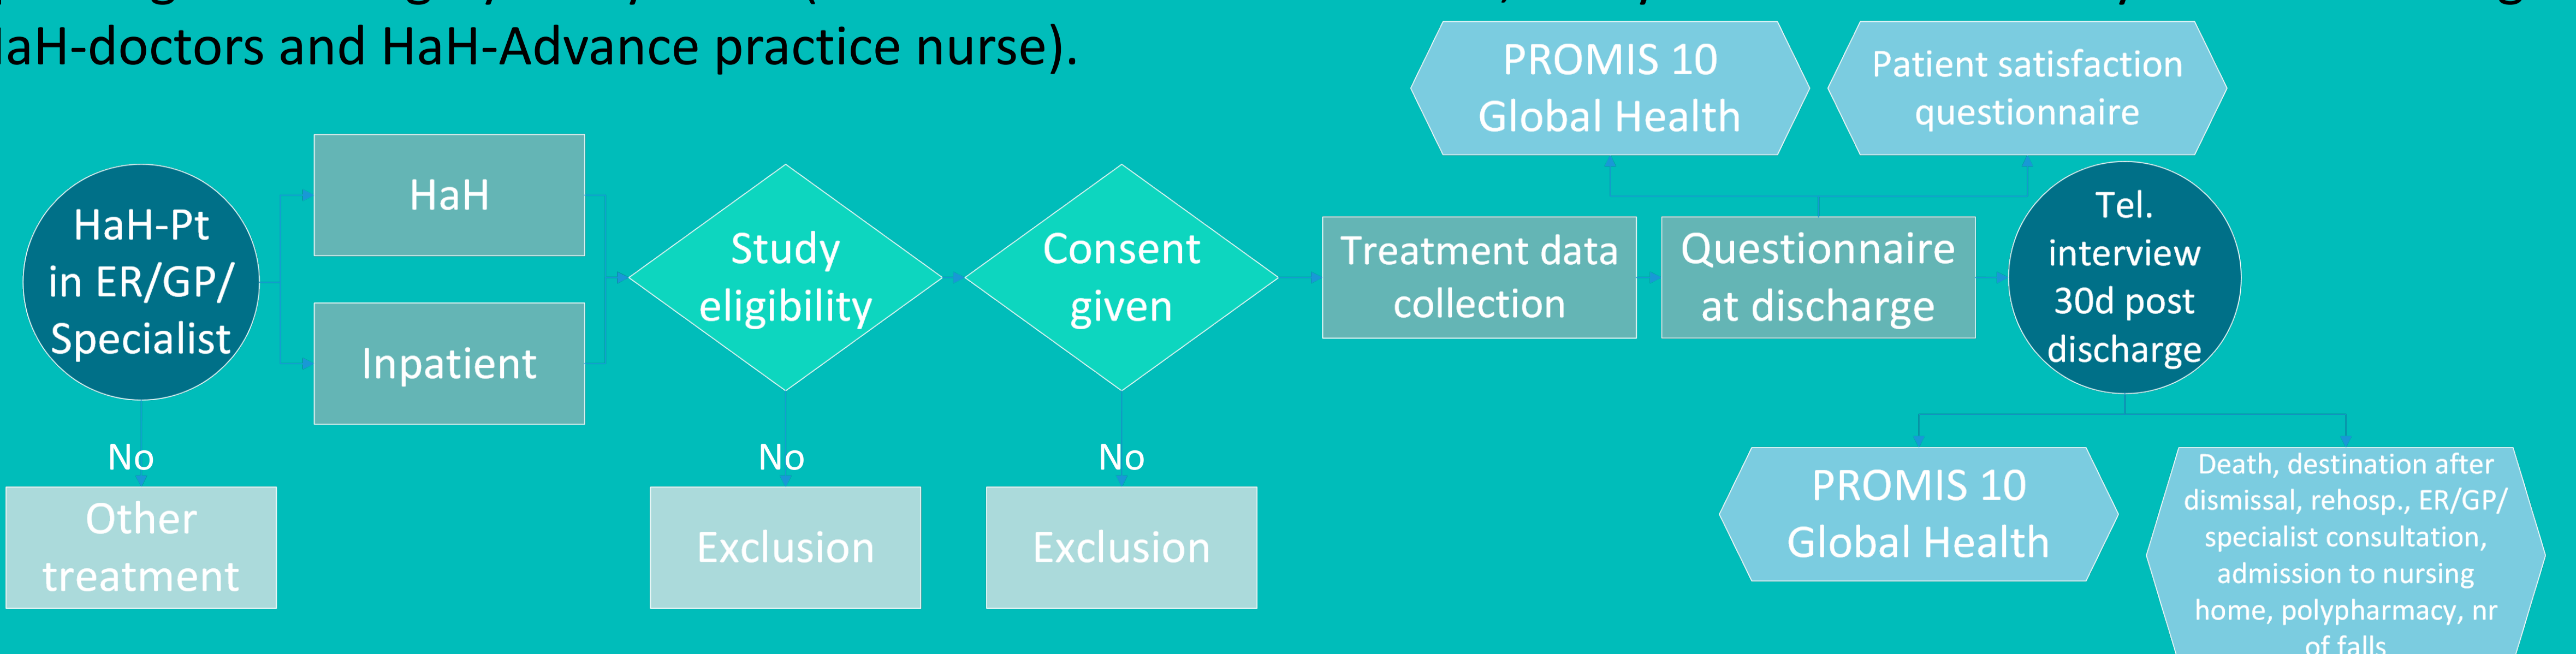 HaH-doctors and HaH-Advance practice nurse).
PROMIS 10
Global Health
Patient satisfaction
questionnaire
HaH-Pt
in ER/GP/
Specialist
HaH
Inpatient
Study
eligibility
Consent
given
Treatment data
collection
Questionnaire
at discharge
Tel.
interview
30d post
discharge
No
Other
treatment
No
Exclusion
No
Exclusion
PROMIS 10
Global Health
Death, destination after
dismissal, rehosp., ER/GP/
specialist consultation,
admission to nursing
home, polypharmacy, nr
of falls